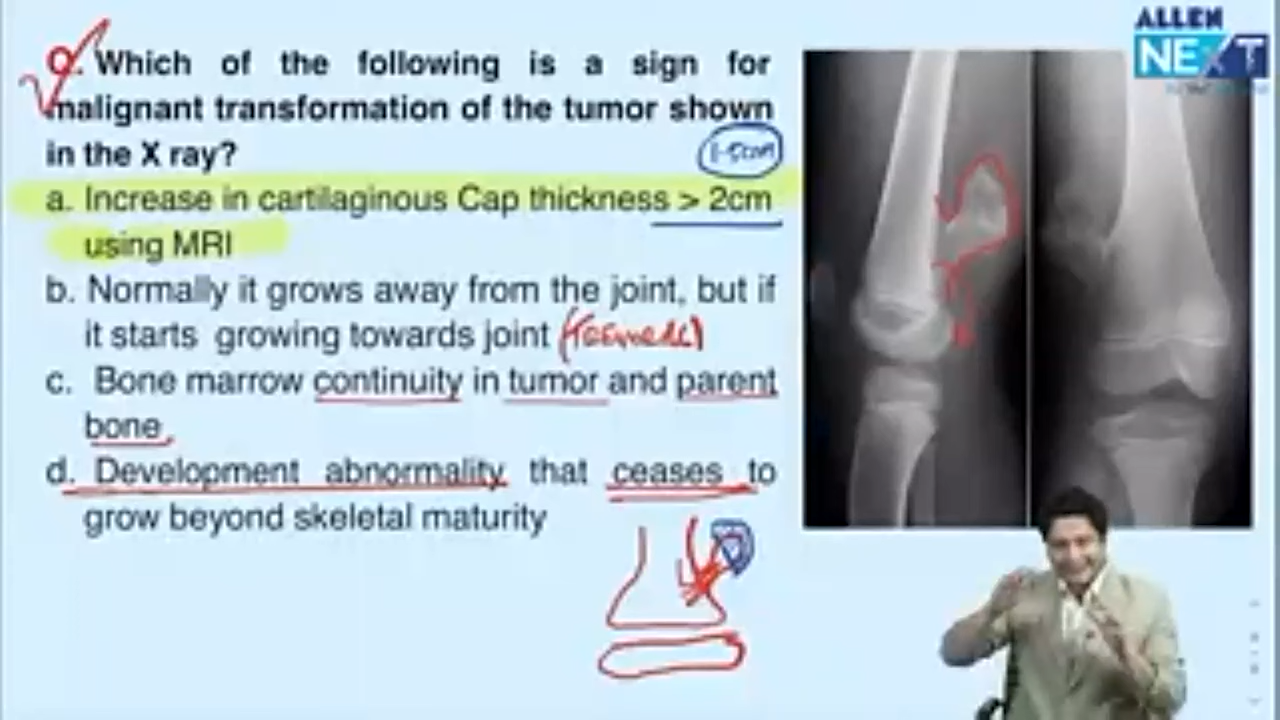 ALLEN
NEXT
Q. Which of the following is a sign for
malignant transformation of the tumor shown
in the X ray?
a. Increase in cartilaginous Cap thickness > 2cm
using MRI
b. Normally it grows away from the joint, but if
it starts growing towards joint
c. Bone marrow continuity in tumor and parent
bone
d. Development abnormality that ceases to
grow beyond skeletal maturity